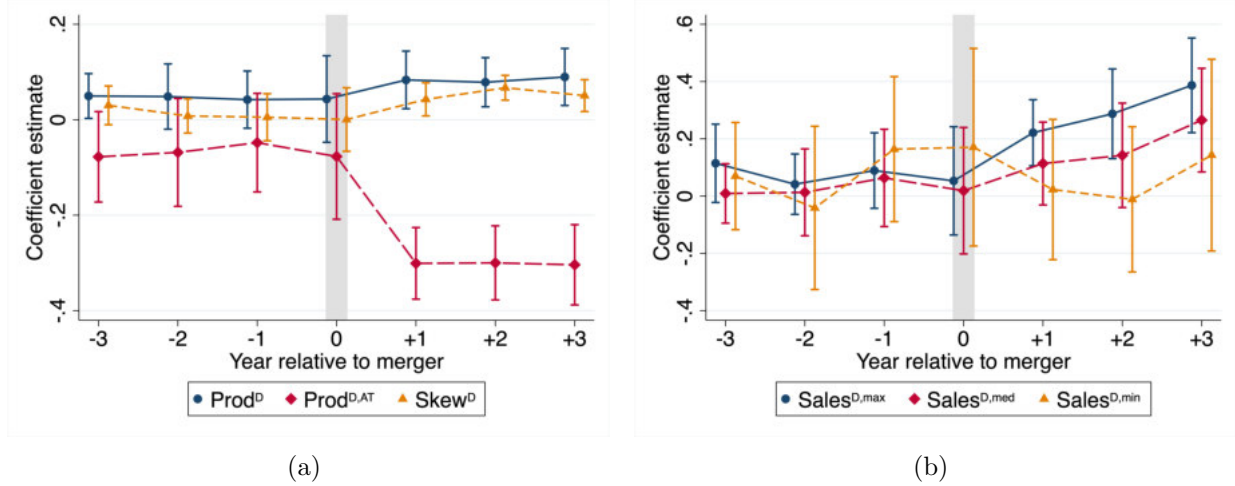 .2
0
-.2
-.4
Coefficient estimate
-3 -2 -1 0 +1 +2 +3
Year relative to merger
Prod^D Prod^D,AT Skew^D
(a)
.6
.4
.2
0
-.2
-.4
Coefficient estimate
-3 -2 -1 0 +1 +2 +3
Year relative to merger
Sales^D,max Sales^D,med Sales^D,min
(b)